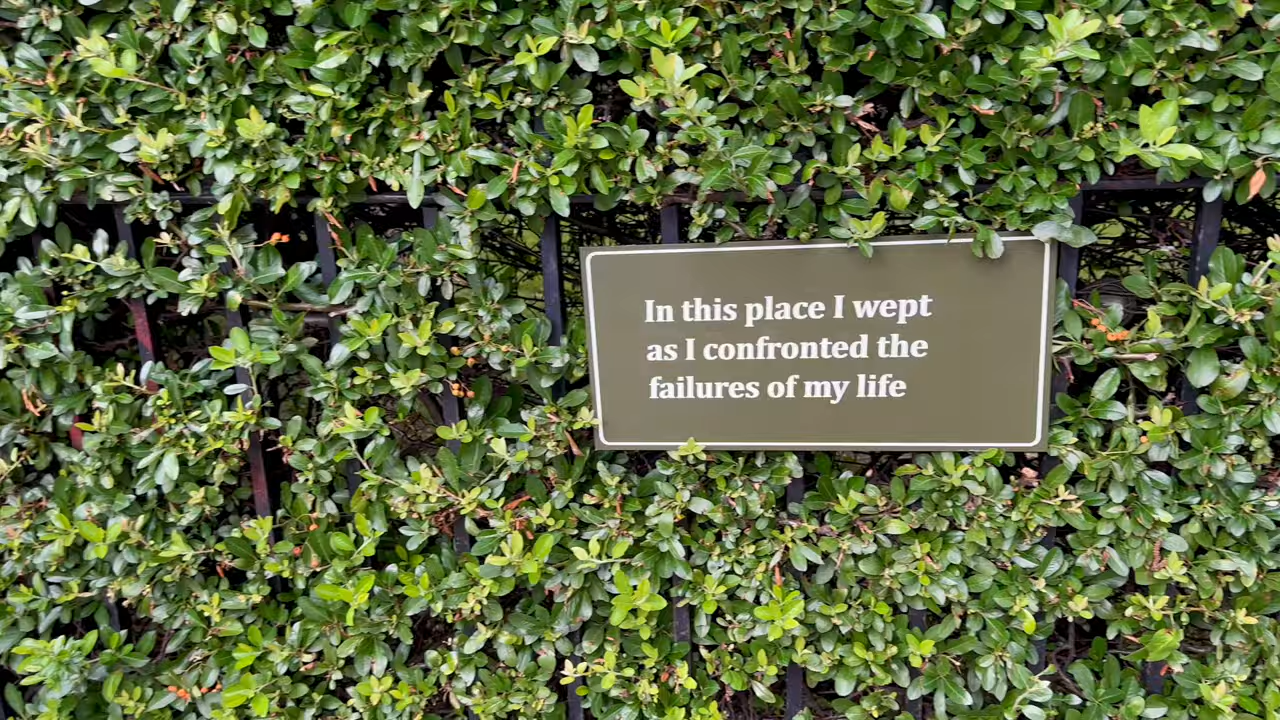 In this place I wept
as I confronted the
failures of my life